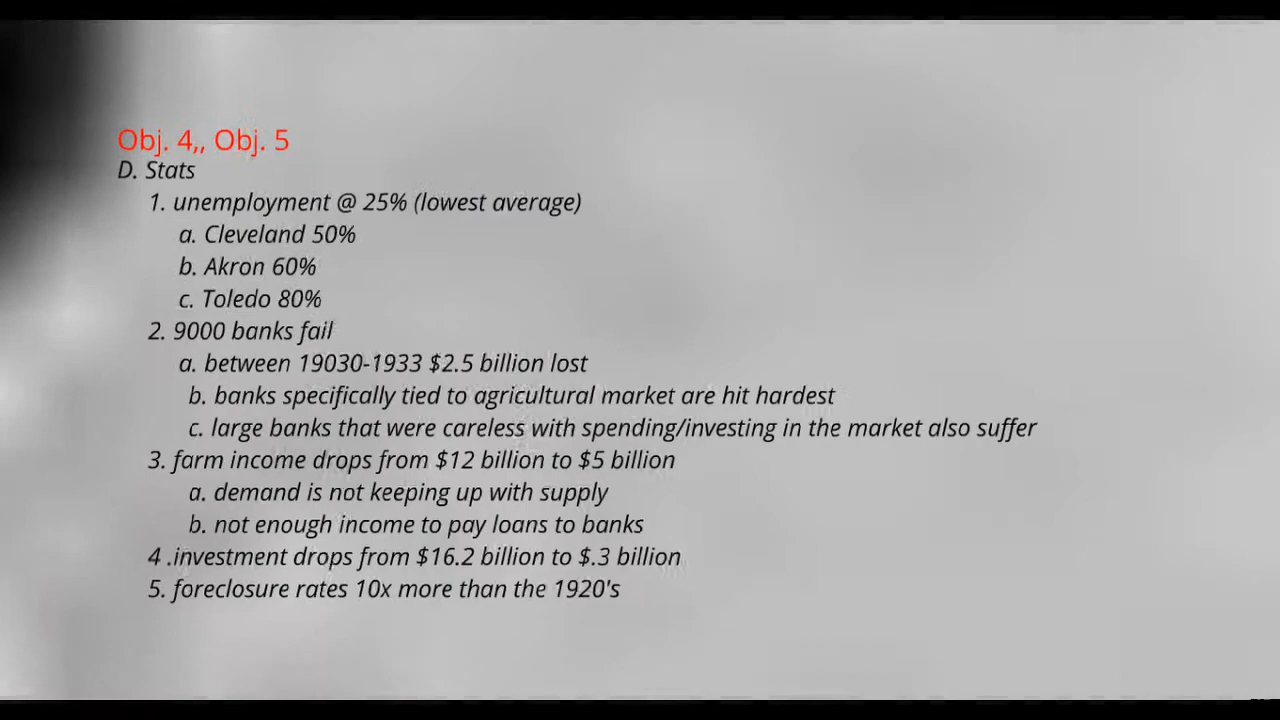 Obj. 4,, Obj. 5
D. Stats
1. unemployment @ 25% (lowest average)
a. Cleveland 50%
b. Akron 60%
c. Toledo 80%
2. 9000 banks fail
a. between 19030-1933 $2.5 billion lost
b. banks specifically tied to agricultural market are hit hardest
c. large banks that were careless with spending/investing in the market also suffer
3. farm income drops from $12 billion to $5 billion
a. demand is not keeping up with supply
b. not enough income to pay loans to banks
4 .investment drops from $16.2 billion to $.3 billion
5. foreclosure rates 10x more than the 1920's